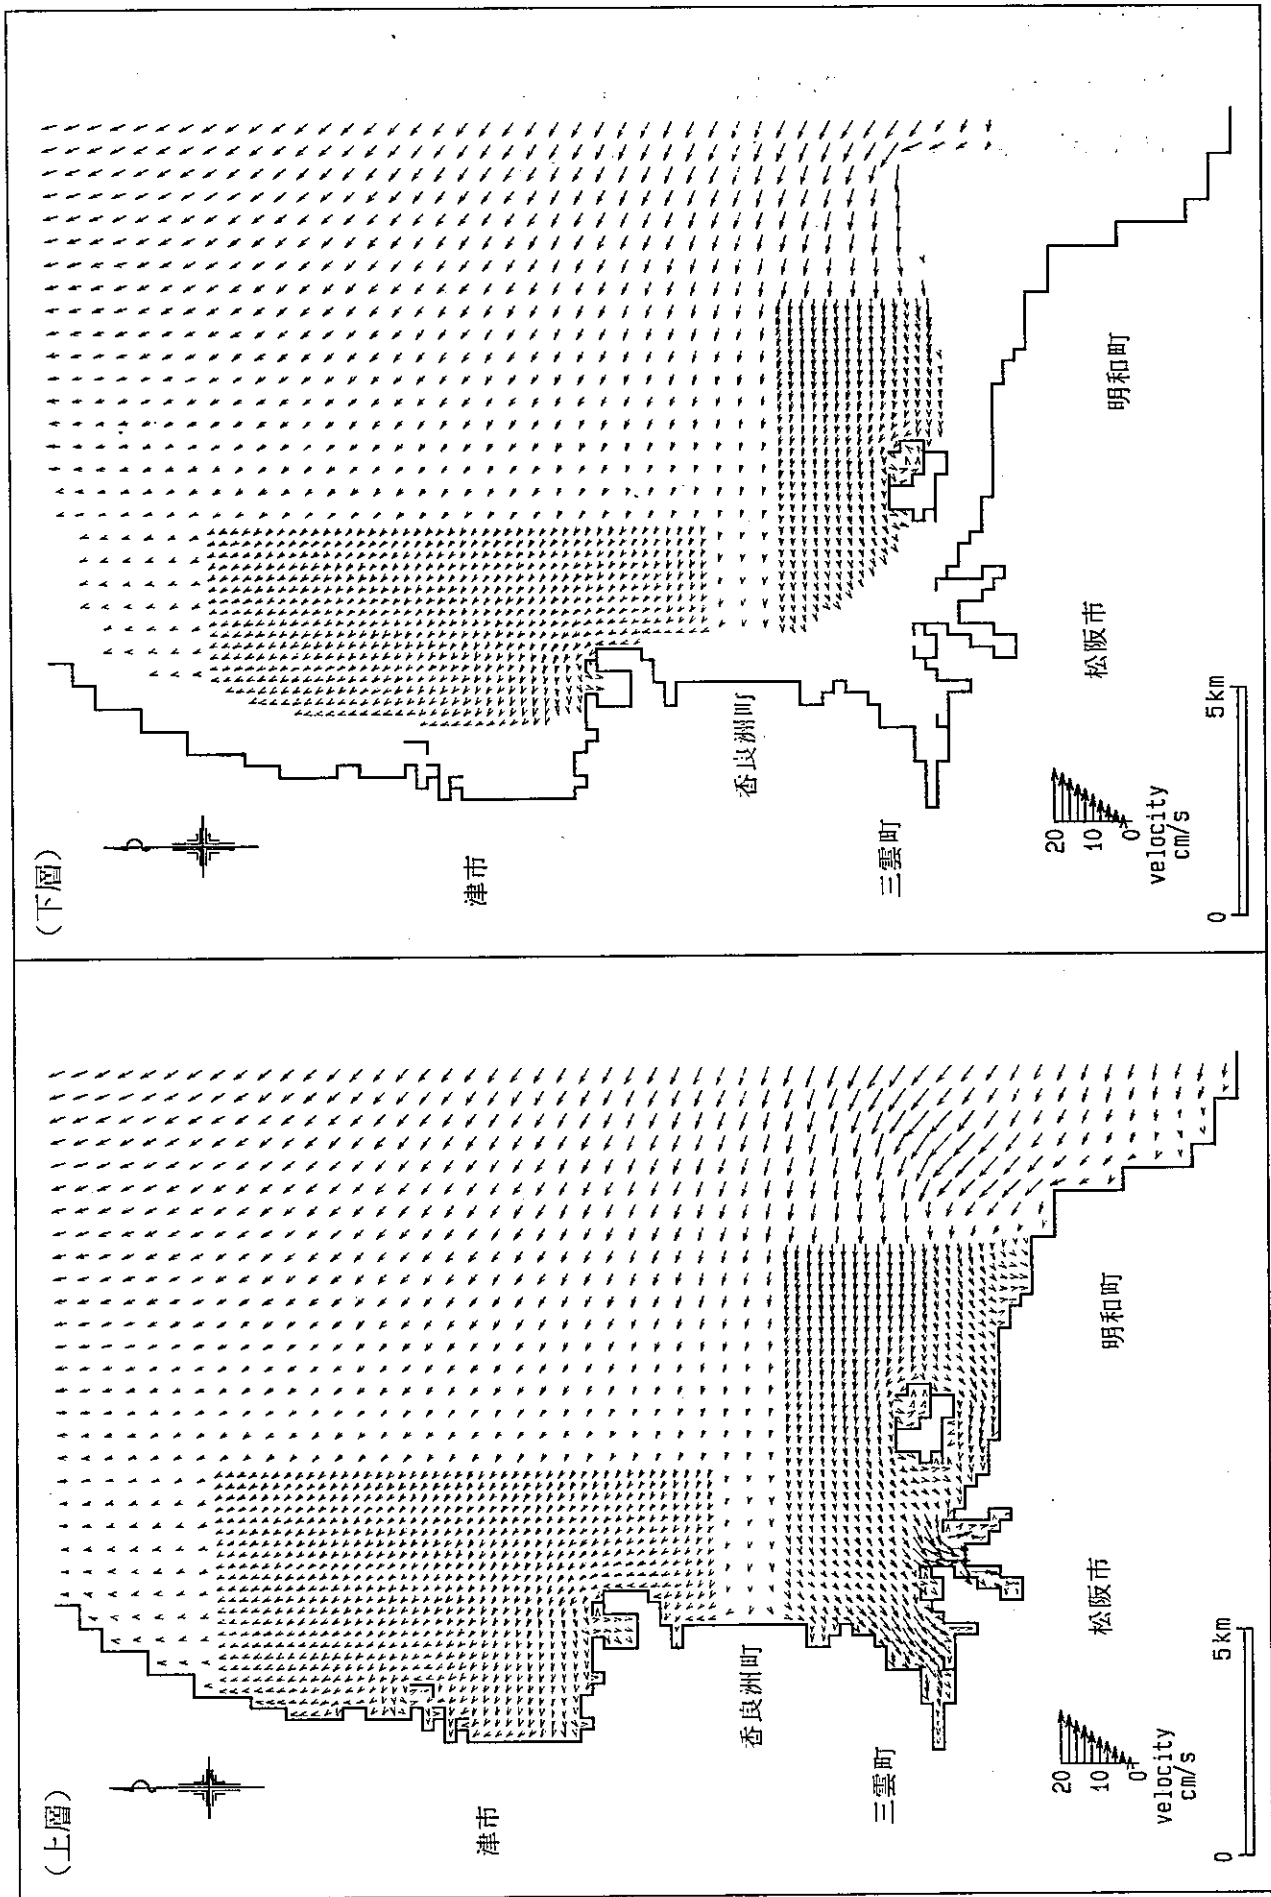 (上層)
津市
香良洲町
三雲町
松阪市
明和町
20
10
0
velocity
cm/s
0
5km
(下層)
津市
香良洲町
三雲町
松阪市
明和町
20
10
0
velocity
cm/s
0
5km